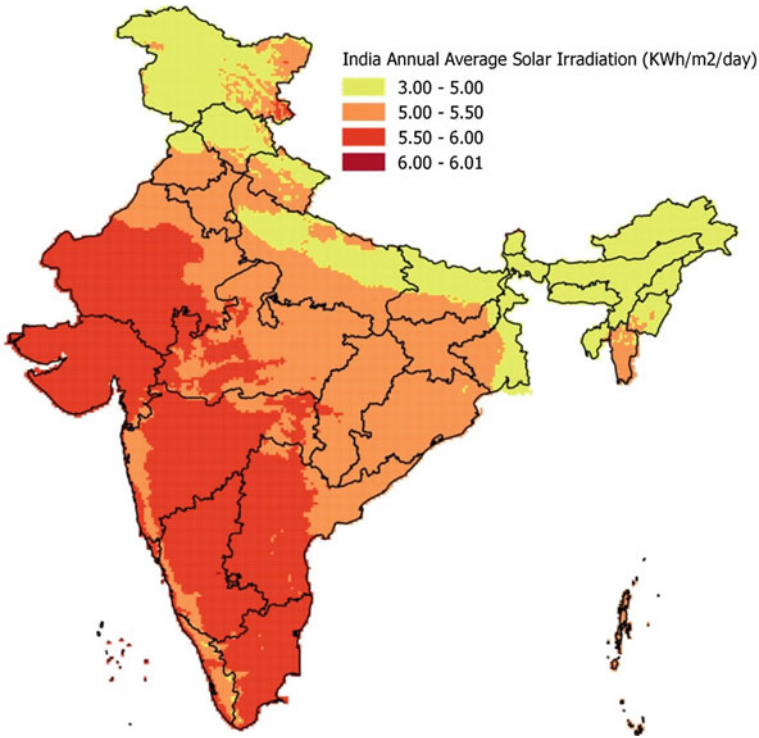 India Annual Average Solar Irradiation (KWh/m2/day)
3.00 - 5.00
5.00 - 5.50
5.50 - 6.00
6.00 - 6.01